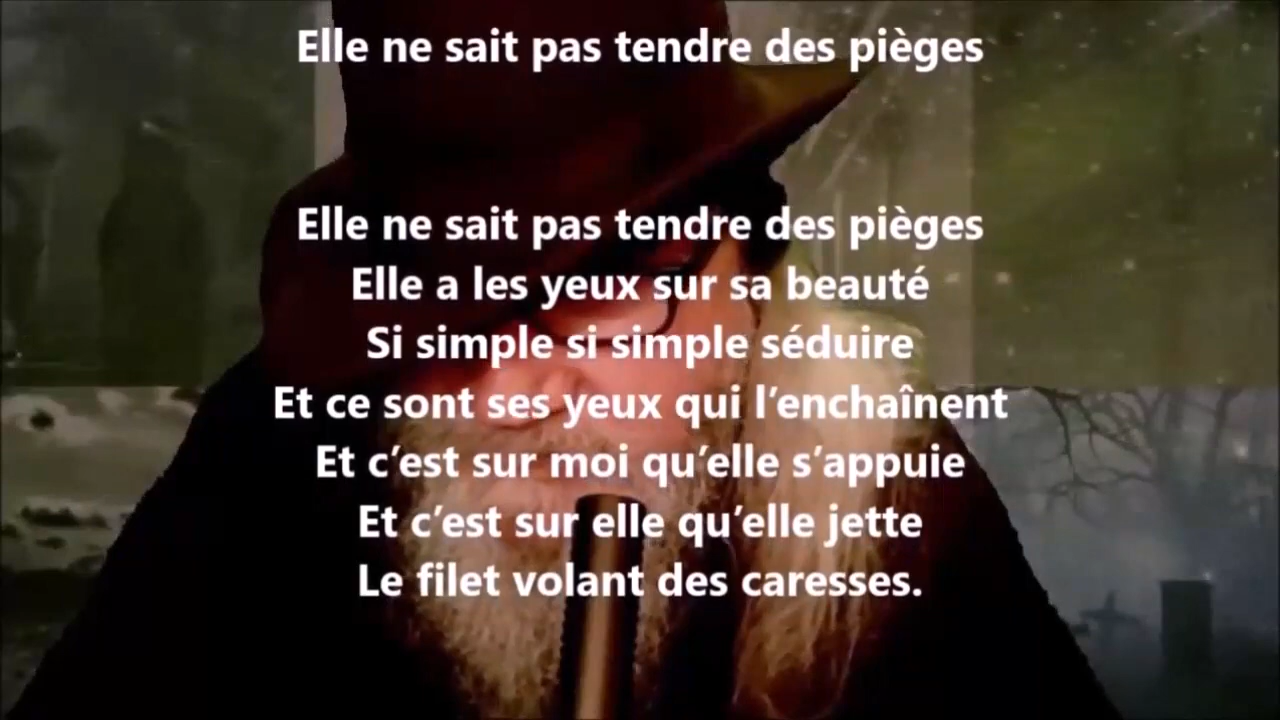 Elle ne sait pas tendre des pièges
Elle ne sait pas tendre des pièges
Elle a les yeux sur sa beauté
Si simple si simple séduire
Et ce sont ses yeux qui l’enchaînent
Et c’est sur moi qu’elle s’appuie
Et c’est sur elle qu’elle jette
Le filet volant des caresses.